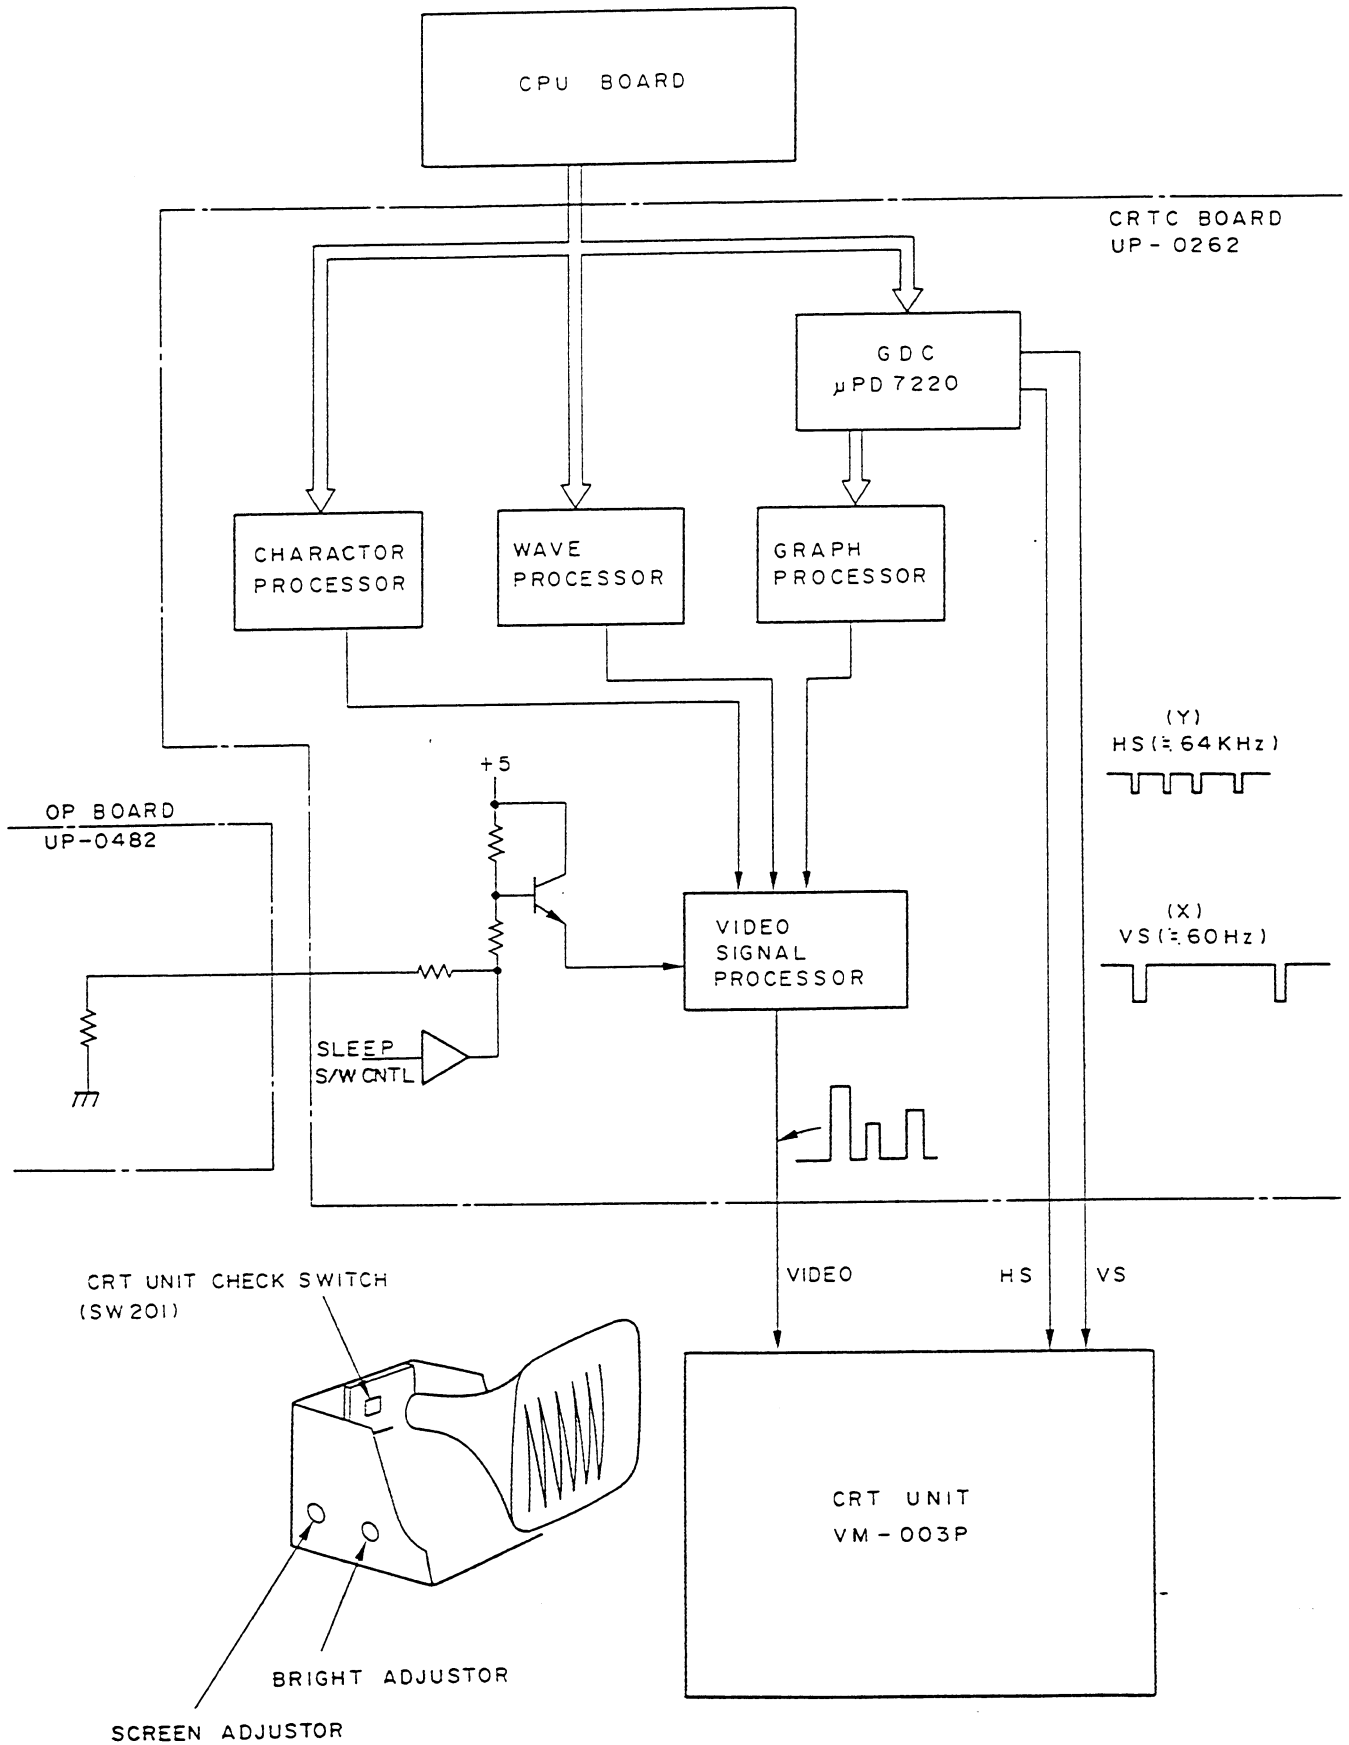 CPU BOARD
CRTC BOARD
UP-0262
GDC
μPD7220
CHARACTOR
PROCESSOR
WAVE
PROCESSOR
GRAPH
PROCESSOR
(Y)
HS(≒64KHz)
+5
OP BOARD
UP-0482
(X)
VS(≒60Hz)
VIDEO
SIGNAL
PROCESSOR
SLEEP
S/W CNTL
VIDEO
HS
VS
CRT UNIT CHECK SWITCH
(SW201)
CRT UNIT
VM-003P
BRIGHT ADJUSTOR
SCREEN ADJUSTOR